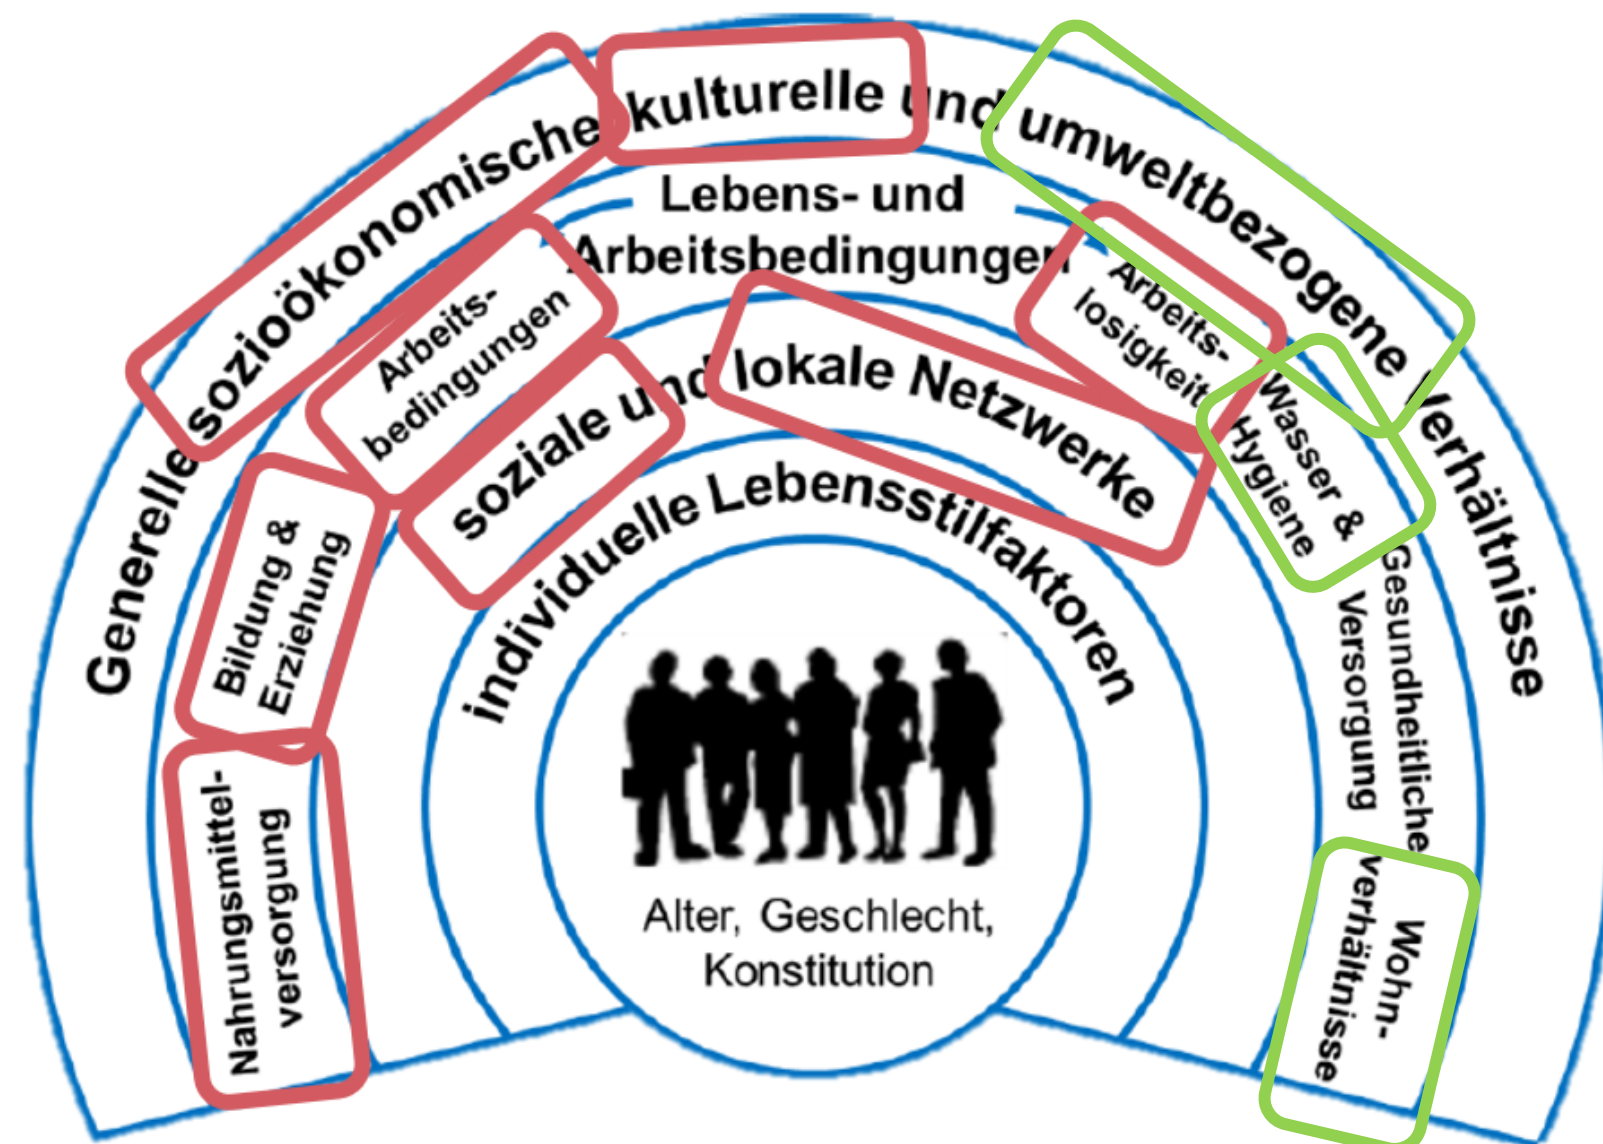 Generelle sozioökonomische kulturelle und umweltbezogene Verhältnisse
Lebens- und
Arbeitsbedingungen
Nahrungsmittel-
versorgung
Bildung &
Erziehung
Arbeits-
bedingungen
Arbeits-
losigkeit
Wasser &
Hygiene
Gesundheitliche
Versorgung
Wohn-
verhältnisse
soziale und lokale Netzwerke
individuelle Lebensstilfaktoren
Alter, Geschlecht,
Konstitution